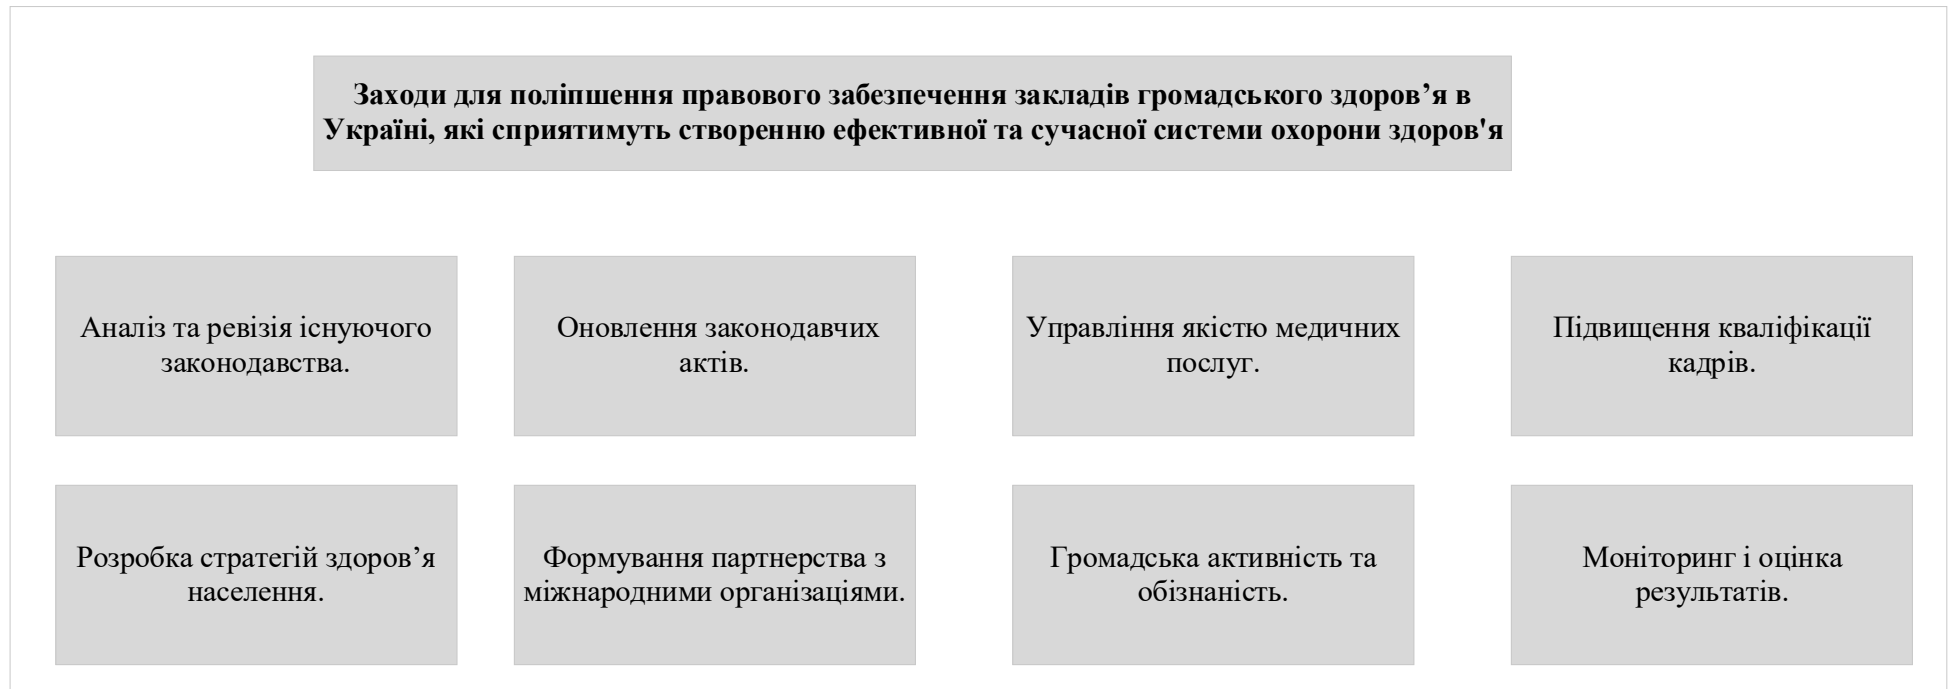 Заходи для поліпшення правового забезпечення закладів громадського здоров’я в
Україні, які сприятимуть створенню ефективної та сучасної системи охорони здоров'я
Аналіз та ревізія існуючого
законодавства.
Оновлення законодавчих
актів.
Управління якістю медичних
послуг.
Підвищення кваліфікації
кадрів.
Розробка стратегій здоров’я
населення.
Формування партнерства з
міжнародними організаціями.
Громадська активність та
обізнаність.
Моніторинг і оцінка
результатів.